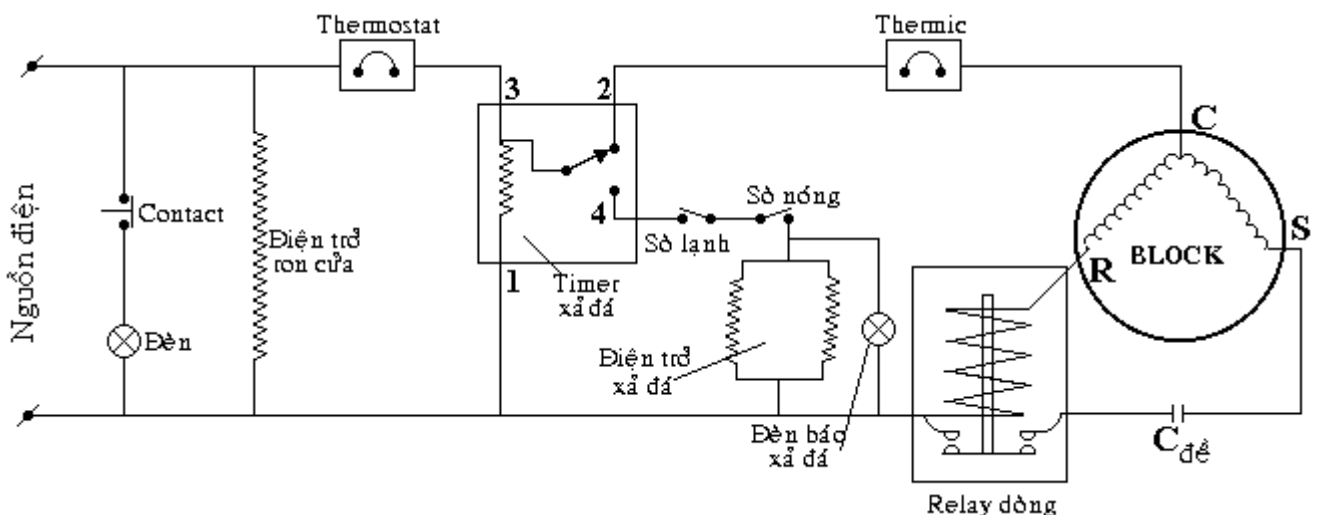 Thermostat
Thermic
3
2
C
Nguồn điện
Contact
Điện trở
ron cửa
4
Sò nóng
Sò lạnh
S
R
BLOCK
1
Timer
xả đá
Đèn
Điện trở
xả đá
Đèn báo
xả đá
C đề
Relay dòng